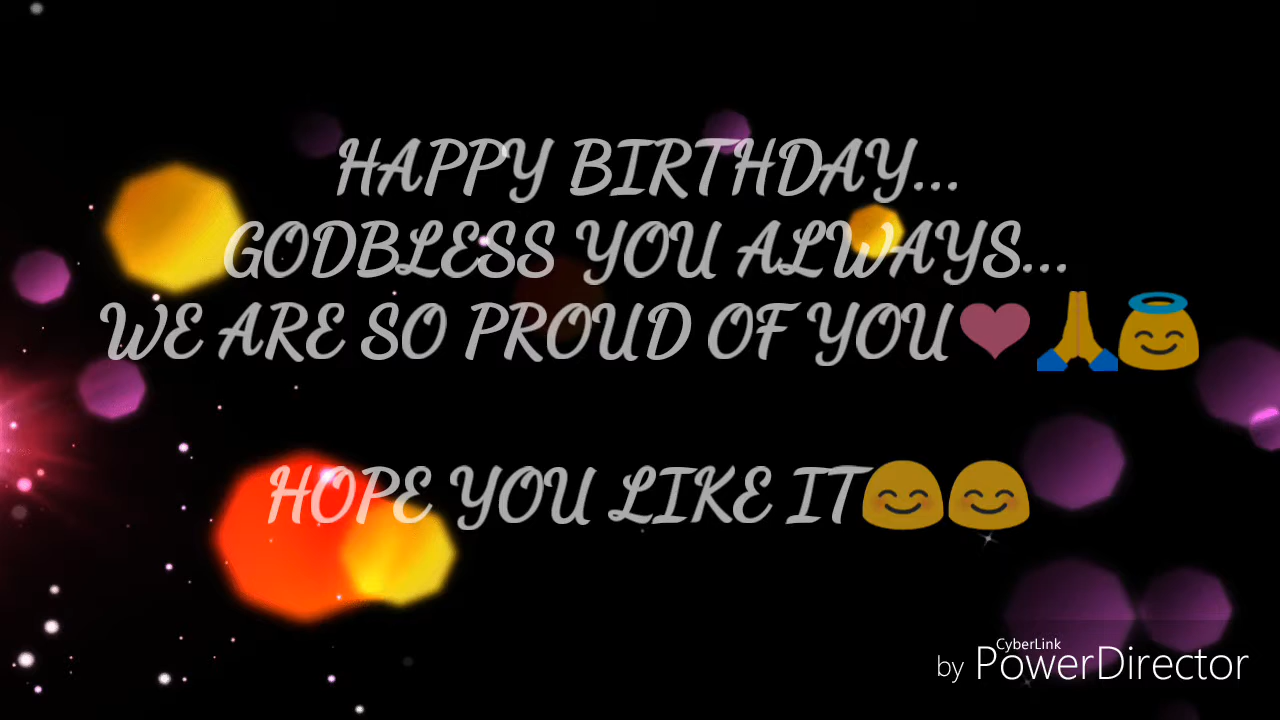 HAPPY BIRTHDAY...
GODBLESS YOU ALWAYS...
WE ARE SO PROUD OF YOU❤🙏😇
HOPE YOU LIKE IT😊😊
CyberLink
by PowerDirector